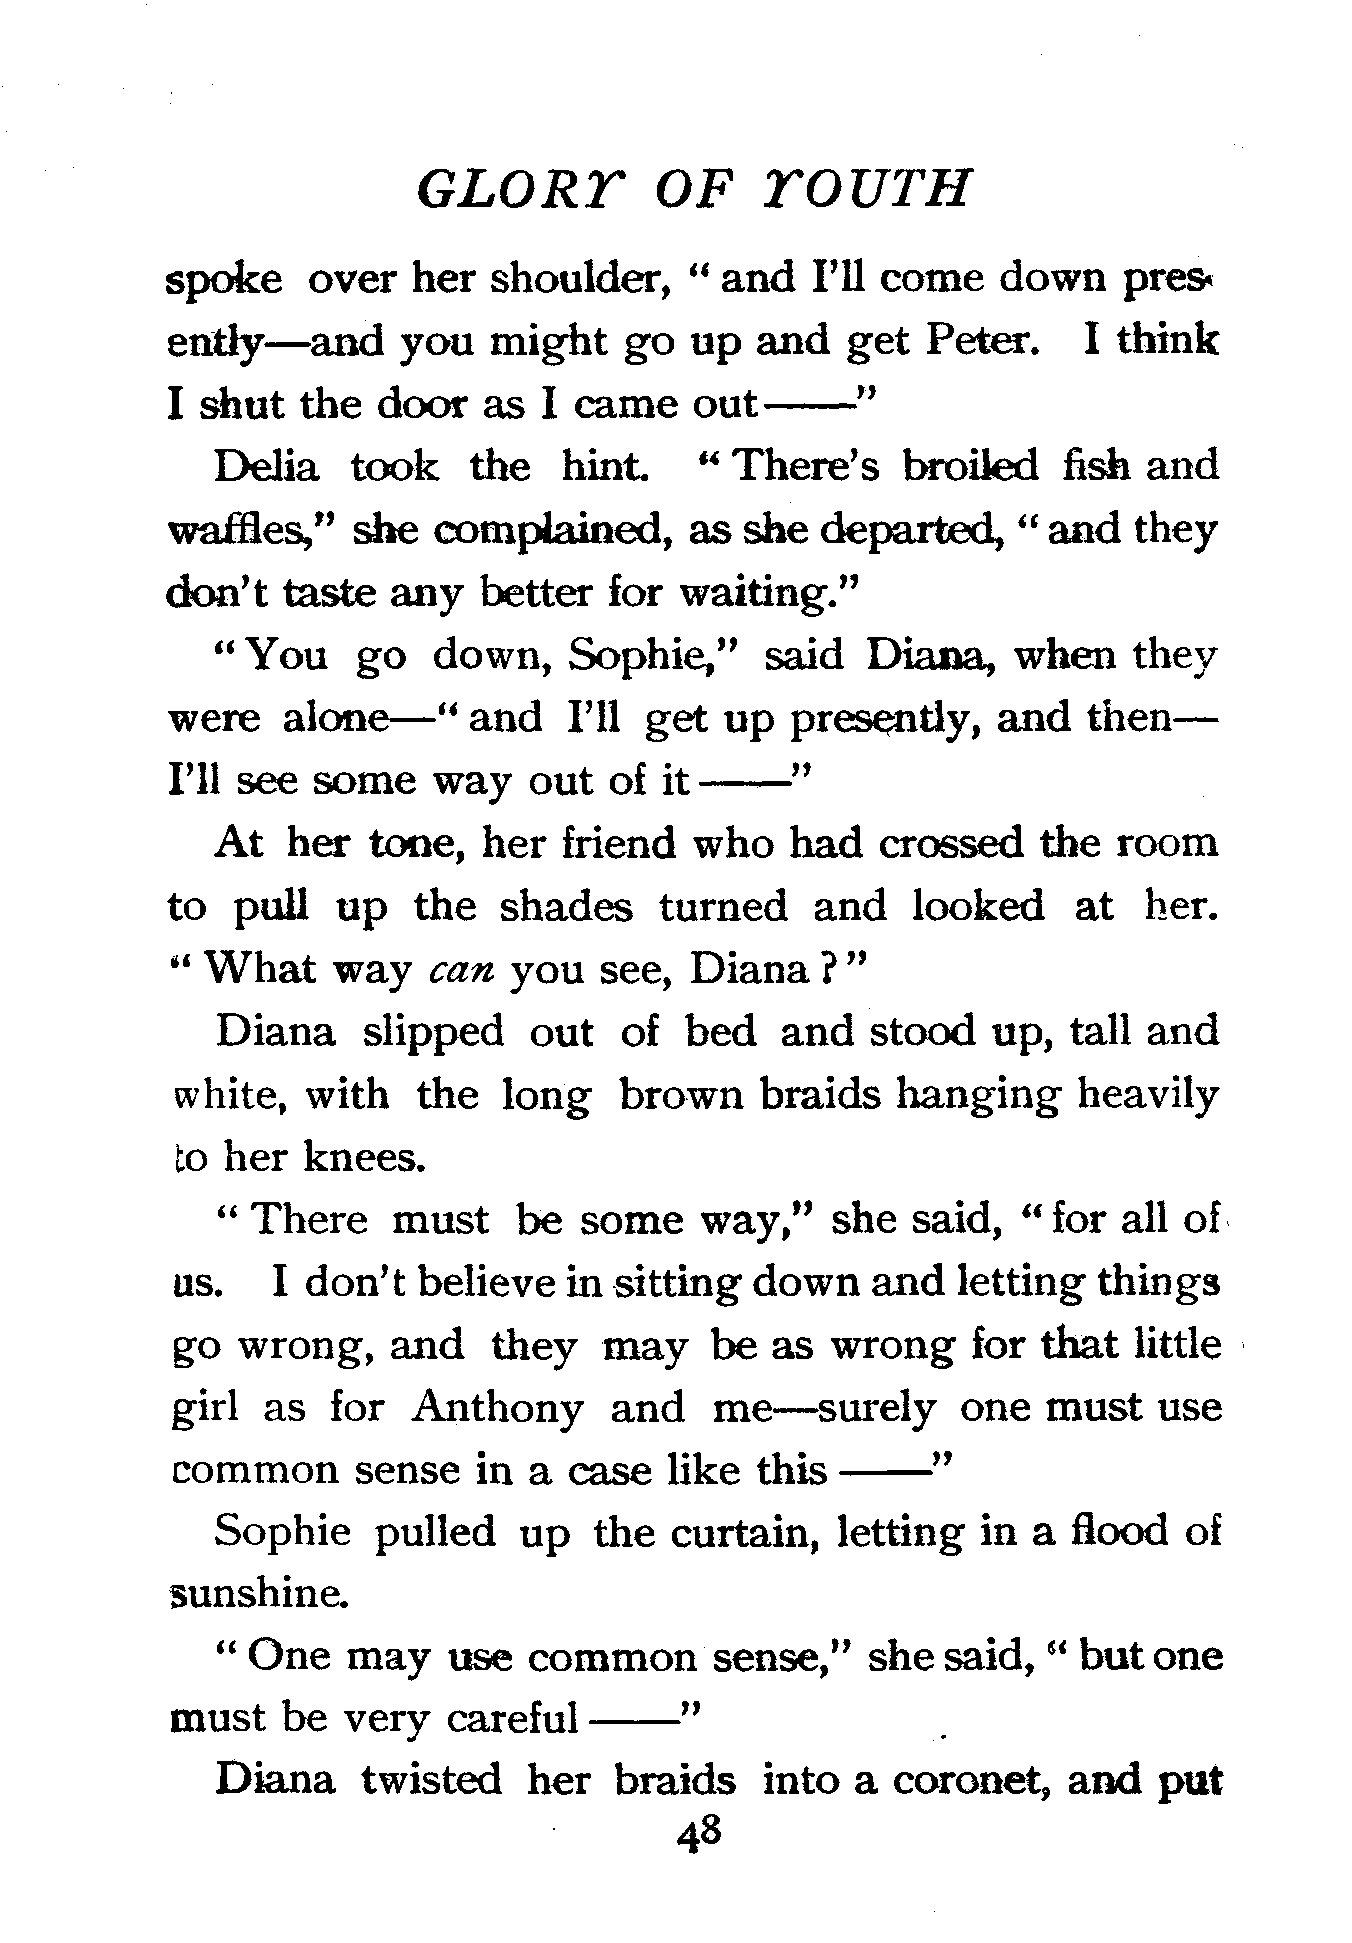 GLORY OF YOUTH
spoke over her shoulder, “ and I’ll come down pres-
ently—and you might go up and get Peter. I think
I shut the door as I came out——”
Delia took the hint. “ There’s broiled fish and
waffles,” she complained, as she departed, “ and they
don’t taste any better for waiting.”
“ You go down, Sophie,” said Diana, when they
were alone—“ and I’ll get up presently, and then—
I’ll see some way out of it ——”
At her tone, her friend who had crossed the room
to pull up the shades turned and looked at her.
“ What way can you see, Diana ? ”
Diana slipped out of bed and stood up, tall and
white, with the long brown braids hanging heavily
to her knees.
“ There must be some way,” she said, “ for all of
us. I don’t believe in sitting down and letting things
go wrong, and they may be as wrong for that little
girl as for Anthony and me—surely one must use
common sense in a case like this ——”
Sophie pulled up the curtain, letting in a flood of
sunshine.
“ One may use common sense,” she said, “ but one
must be very careful ——”
Diana twisted her braids into a coronet, and put
48